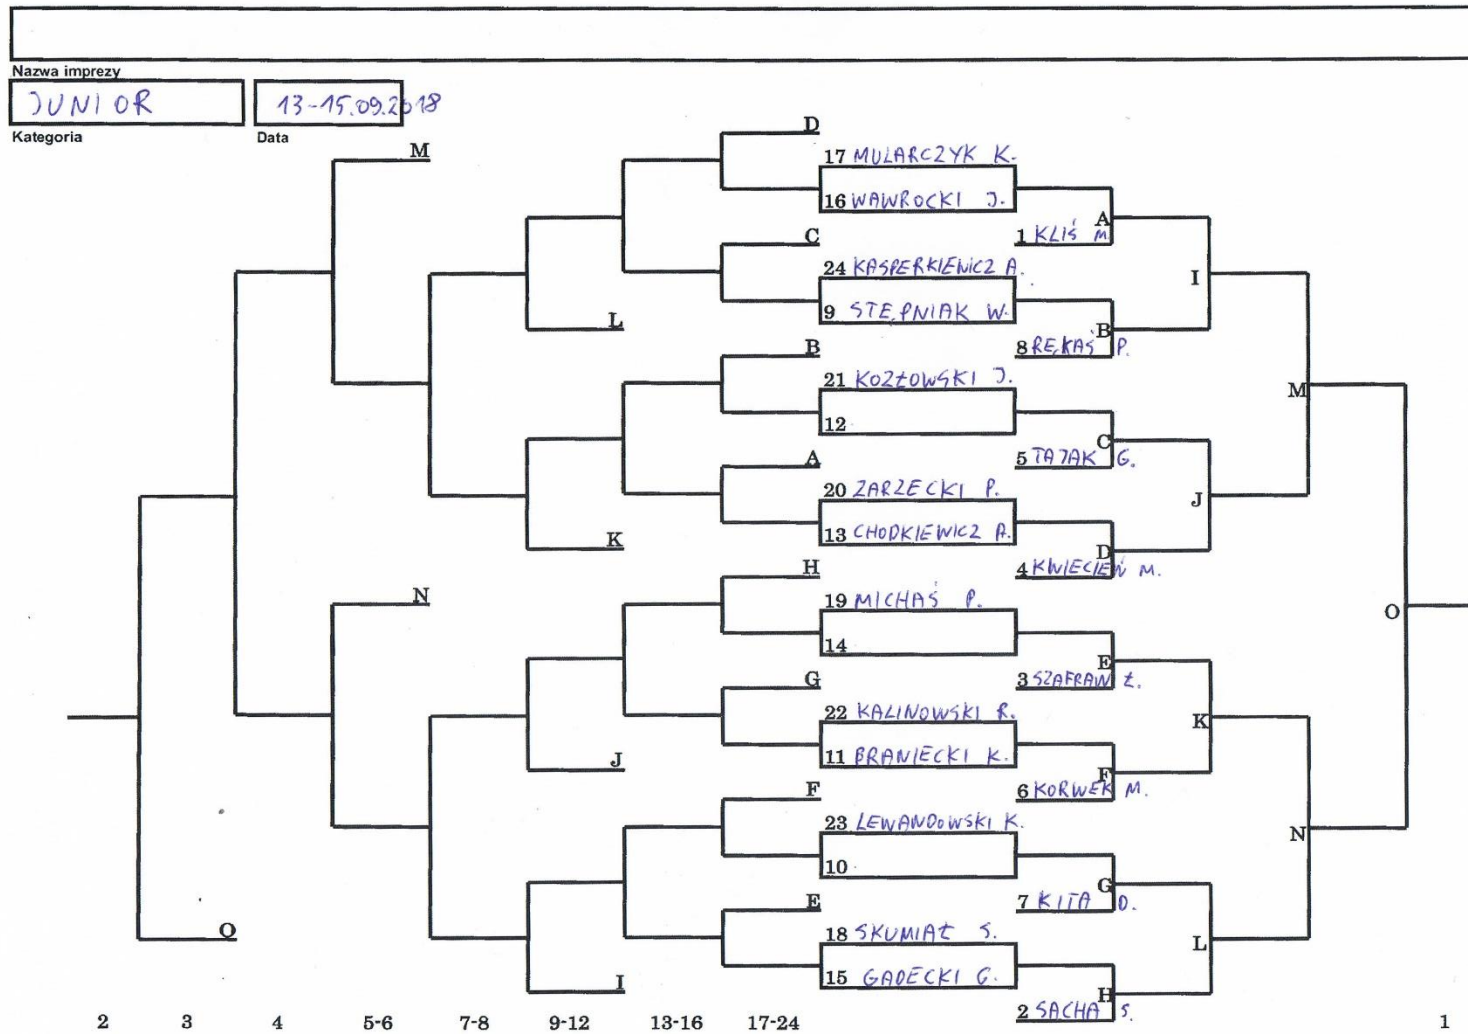 Nazwa imprezy
JUNIOR 13-15.09.2018
Kategoria Data
D
M
17 MULARCZYK K.
16 WAWROCKI J.
A
1 KLIŚ M
C
24 KASPERKIEWICZ A.
I
9 STĘPNIAK W.
L
B
B
8 RĘKAŚ P.
21 KOZŁOWSKI J.
M
12
C
A
5 TAJAK G.
20 ZARZECKI P.
J
13 CHODKIEWICZ A.
K
D
H
4 KWIECIEŃ M.
N
19 MICHAŚ P.
O
14
E
G
3 SZAFRAN Ł.
22 KALINOWSKI R.
K
11 BRANIECKI K.
J
F
F
6 KORWEK M.
23 LEWANDOWSKI K.
N
10
G
E
7 KITA D.
O
18 SKUMIAŁ S.
L
15 GADECKI G.
I
H
2 SACHA S.
2 3 4 5-6 7-8 9-12 13-16 17-24 1